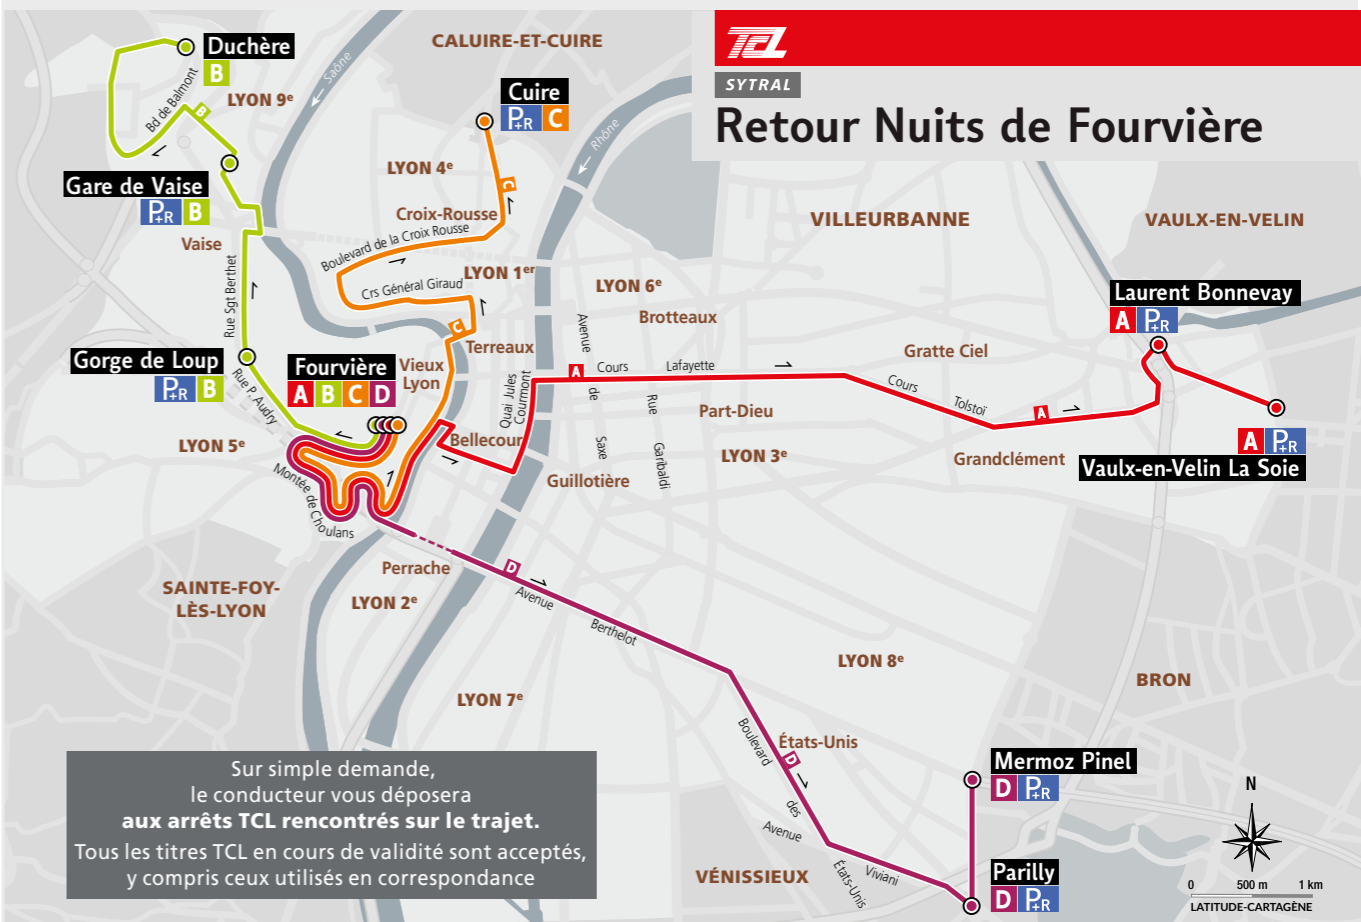 TCL
SYTRAL
Retour Nuits de Fourvière
Duchère
B
LYON 9e
Bd de Balmont
B
Saône
CALUIRE-ET-CUIRE
Cuire
P+R C
Rhône
LYON 4e
Gare de Vaise
P+R B
C
Croix-Rousse
Boulevard de la Croix Rousse
VILLEURBANNE
VAULX-EN-VELIN
Vaise
Rue Sgt Berthet
LYON 1er
Crs Général Giraud
LYON 6e
Brotteaux
Laurent Bonnevay
A P+R
C
Terreaux
Gorge de Loup
P+R B
Rue P. Audry
Fourvière
A B C D
Vieux
Lyon
Quai Jules
Courmont
A
Avenue
de
Saxe
Cours
Lafayette
Rue
Garibaldi
Gratte Ciel
Cours
Tolstoï
A
Part-Dieu
LYON 5e
Bellecour
Guillotière
LYON 3e
Grandclément
A P+R
Vaulx-en-Velin La Soie
Montée de Choulans
Perrache
D
Avenue
Berthelot
SAINTE-FOY-
LÈS-LYON
LYON 2e
LYON 8e
BRON
LYON 7e
Boulevard
des
États-Unis
États-Unis
D
Avenue
Viviani
VÉNISSIEUX
Mermoz Pinel
D P+R
Parilly
D P+R
Sur simple demande,
le conducteur vous déposera
aux arrêts TCL rencontrés sur le trajet.
Tous les titres TCL en cours de validité sont acceptés,
y compris ceux utilisés en correspondance
N
0 500 m 1 km
LATITUDE-CARTAGÈNE